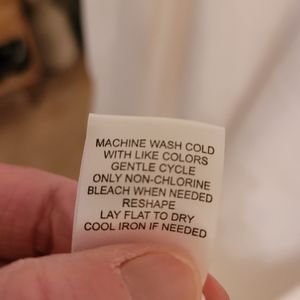 MACHINE WASH COLD
WITH LIKE COLORS
GENTLE CYCLE
ONLY NON-CHLORINE
BLEACH WHEN NEEDED
RESHAPE
LAY FLAT TO DRY
COOL IRON IF NEEDED